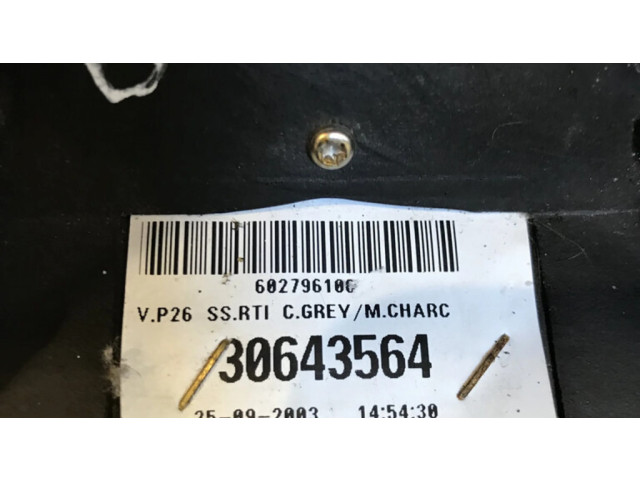 60279610C
V.P26 SS.RTI C.GREY/M.CHARC
30643564
25-09-2003 14:54:30